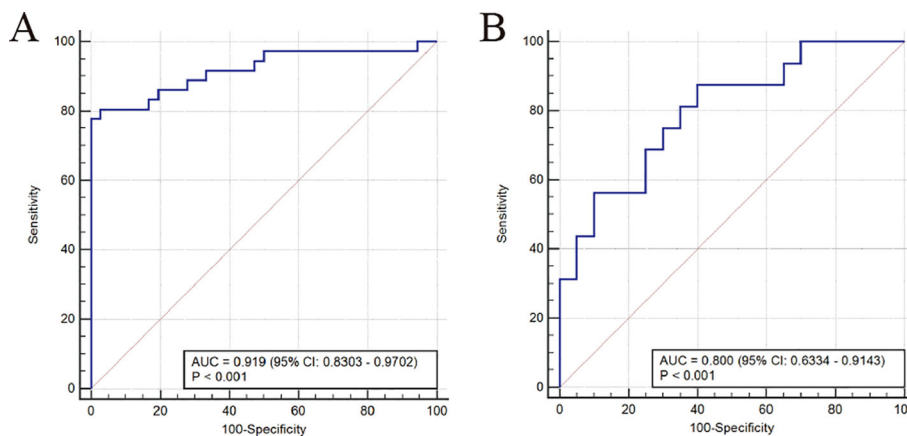 A
B
Sensitivity
100
80
60
40
20
0
AUC = 0.919 (95% CI: 0.8303 - 0.9702)
P < 0.001
0 20 40 60 80 100
100-Specificity
Sensitivity
100
80
60
40
20
0
AUC = 0.800 (95% CI: 0.6334 - 0.9143)
P < 0.001
0 20 40 60 80 100
100-Specificity